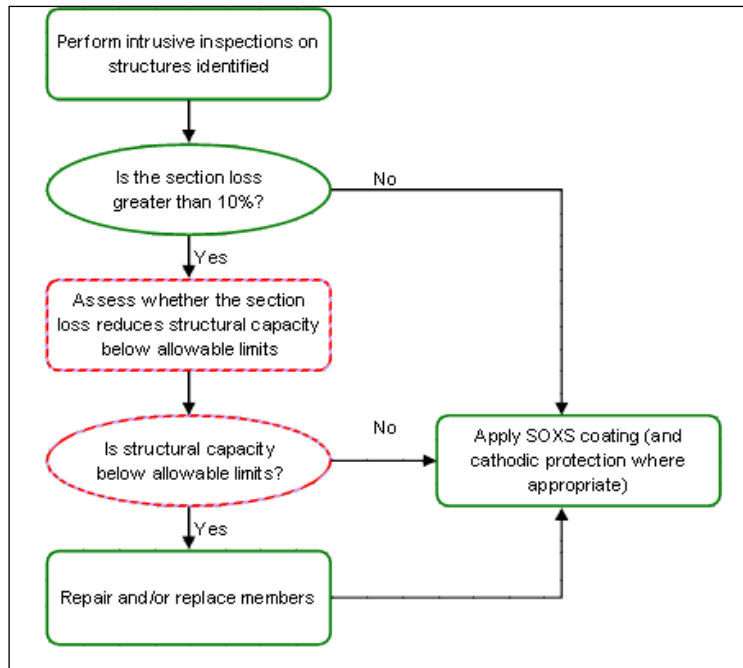 Perform intrusive inspections on
structures identified
Is the section loss
greater than 10%?
No
Yes
Assess whether the section
loss reduces structural capacity
below allowable limits
Is structural capacity
below allowable limits?
No
Apply SOXS coating (and
cathodic protection where
appropriate)
Yes
Repair and/or replace members